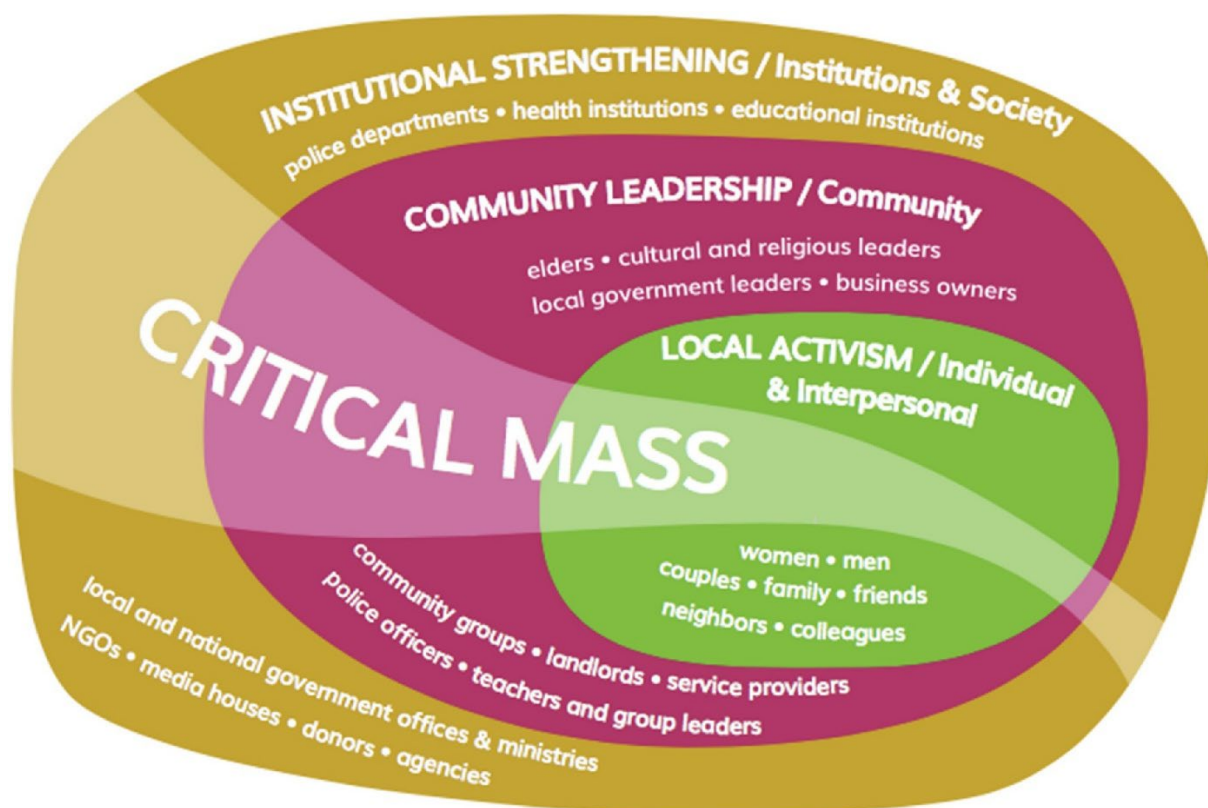 INSTITUTIONAL STRENGTHENING / Institutions & Society
police departments • health institutions • educational institutions
COMMUNITY LEADERSHIP / Community
elders • cultural and religious leaders
local government leaders • business owners
LOCAL ACTIVISM / Individual
& Interpersonal
CRITICAL MASS
women • men
couples • family • friends
neighbors • colleagues
community groups • landlords • service providers
police officers • teachers and group leaders
local and national government offices & ministries
NGOs • media houses • donors • agencies